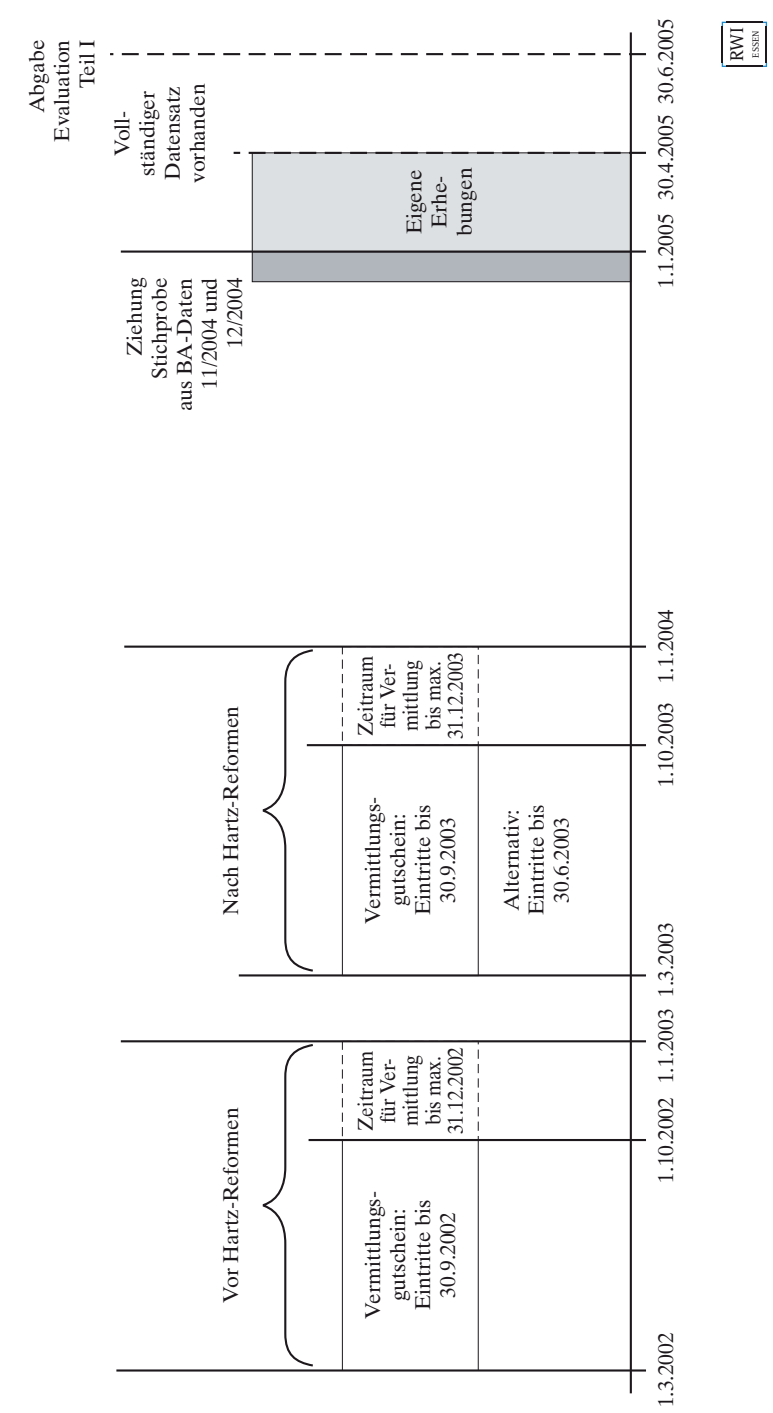 Abgabe
Evaluation
Teil I
Voll-
ständiger
Datensatz
vorhanden
Ziehung
Stichprobe
aus BA-Daten
11/2004 und
12/2004
Nach Hartz-Reformen
Vor Hartz-Reformen
Vermittlungs-
gutschein:
Eintritte bis
30.9.2002
Zeitraum
für Ver-
mittlung
bis max.
31.12.2002
Vermittlungs-
gutschein:
Eintritte bis
30.9.2003
Zeitraum
für Ver-
mittlung
bis max.
31.12.2003
Alternativ:
Eintritte bis
30.6.2003
Eigene
Erhe-
bungen
1.3.2002
1.10.2002
1.1.2003
1.3.2003
1.10.2003
1.1.2004
1.1.2005
30.4.2005
30.6.2005
RWI
ESSEN